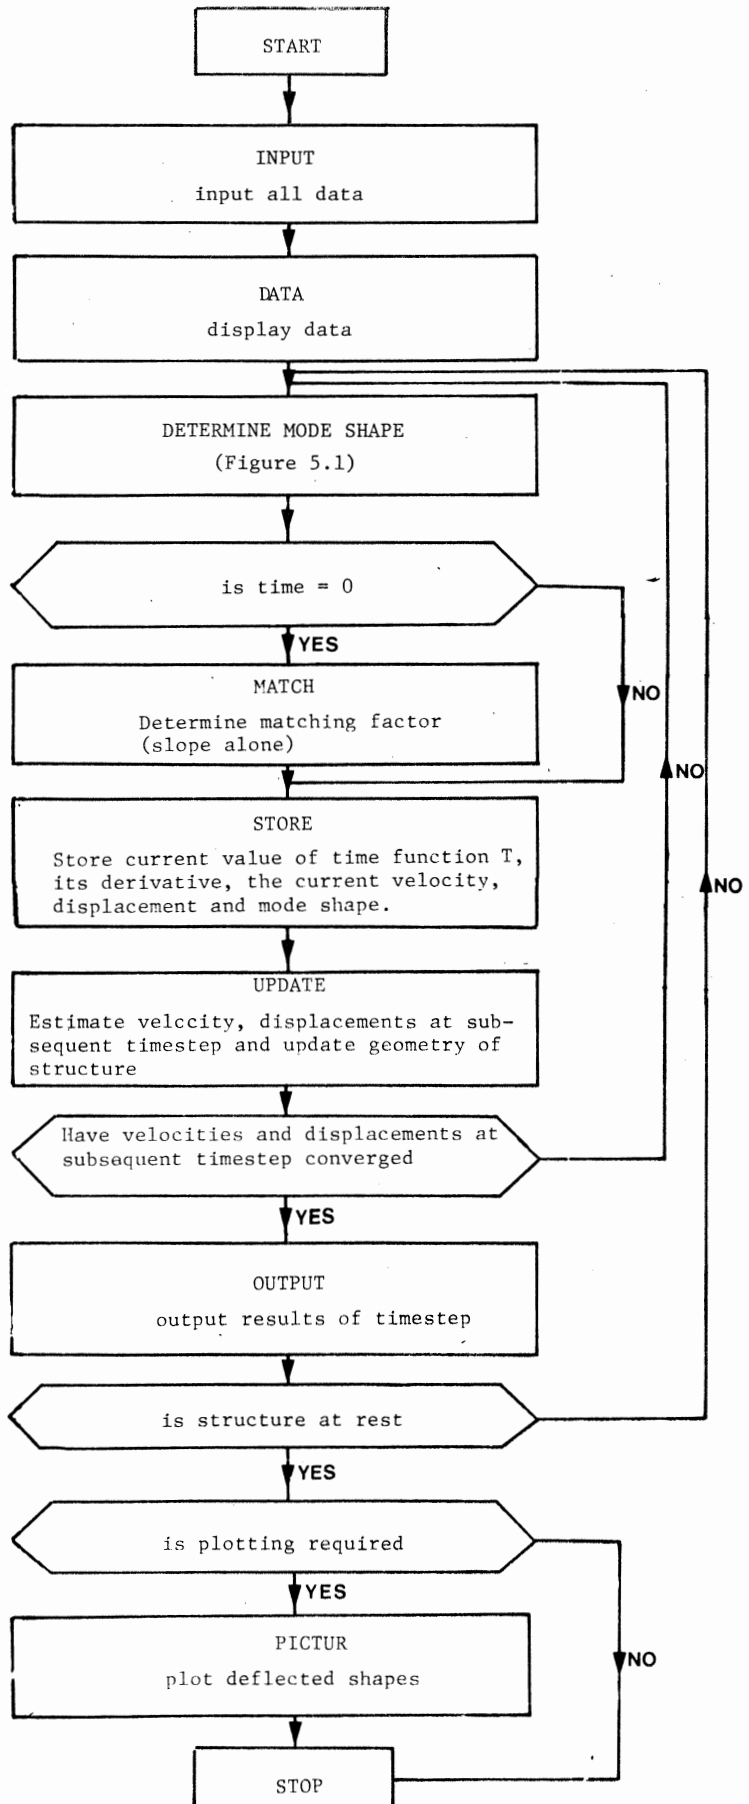 START
INPUT
input all data
DATA
display data
DETERMINE MODE SHAPE
(Figure 5.1)
is time = 0
YES
NO
MATCH
Determine matching factor
(slope alone)
NO
STORE
Store current value of time function T,
its derivative, the current velocity,
displacement and mode shape.
NO
UPDATE
Estimate velocity, displacements at sub-
sequent timestep and update geometry of
structure
Have velocities and displacements at
subsequent timestep converged
YES
OUTPUT
output results of timestep
is structure at rest
YES
is plotting required
YES
PICTUR
plot deflected shapes
NO
STOP